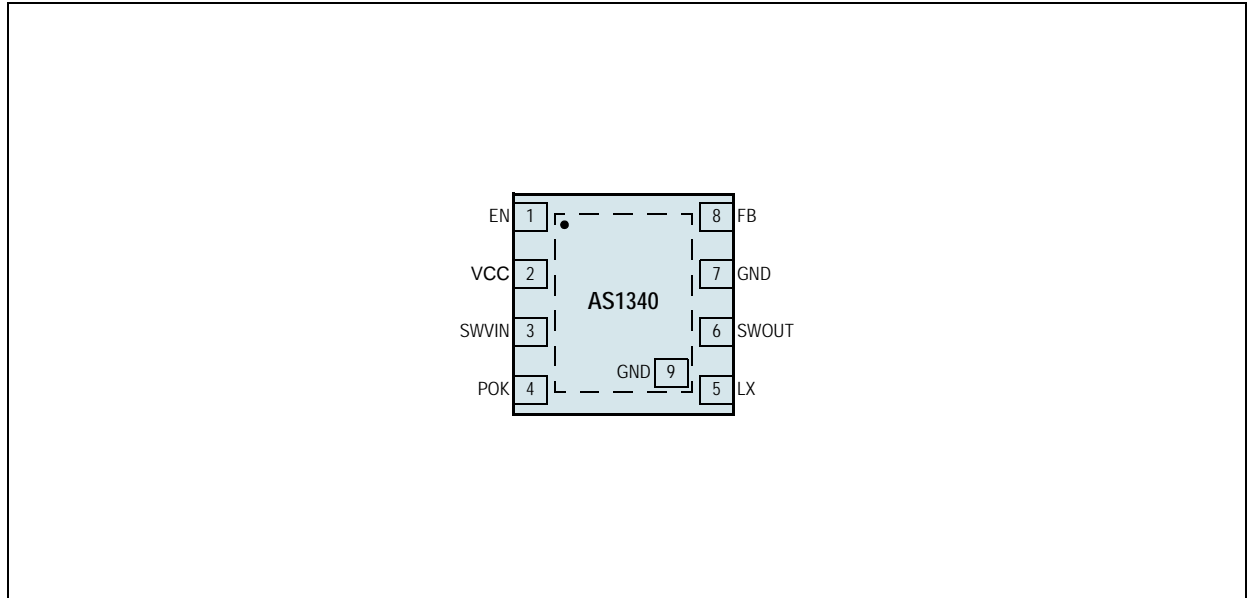 EN 1 8 FB
VCC 2 7 GND
AS1340
SWVIN 3 6 SWOUT
GND 9
POK 4 5 LX